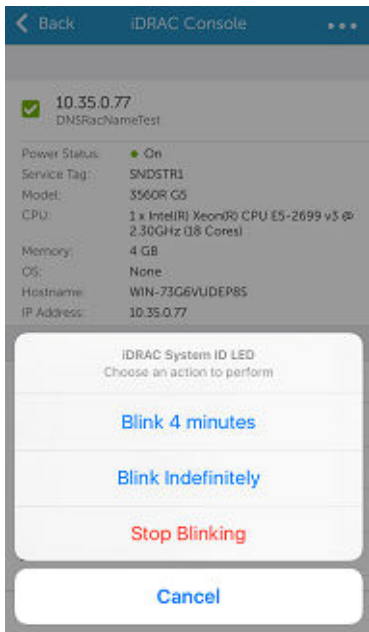 Back iDRAC Console
10.35.0.77
DNSRacNameTest
Power Status: On
Service Tag: SNDSTR1
Model: 3560R G5
CPU: 1 x Intel(R) Xeon(R) CPU E5-2699 v3 @
2.30GHz (18 Cores)
Memory: 4 GB
OS: None
Hostname: WIN-73G6VUDEP8S
IP Address: 10.35.0.77
iDRAC System ID LED
Choose an action to perform
Blink 4 minutes
Blink Indefinitely
Stop Blinking
Cancel